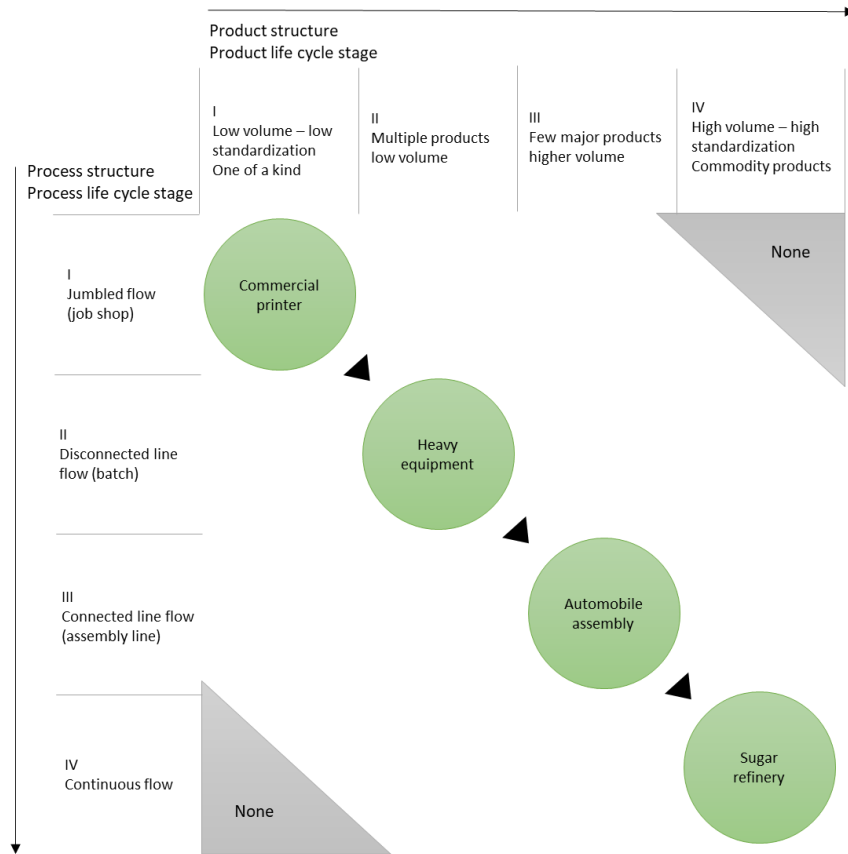 Product structure
Product life cycle stage
I
Low volume – low
standardization
One of a kind
II
Multiple products
low volume
III
Few major products
higher volume
IV
High volume – high
standardization
Commodity products
Process structure
Process life cycle stage
I
Jumbled flow
(job shop)
Commercial
printer
None
II
Disconnected line
flow (batch)
Heavy
equipment
III
Connected line flow
(assembly line)
Automobile
assembly
IV
Continuous flow
None
Sugar
refinery